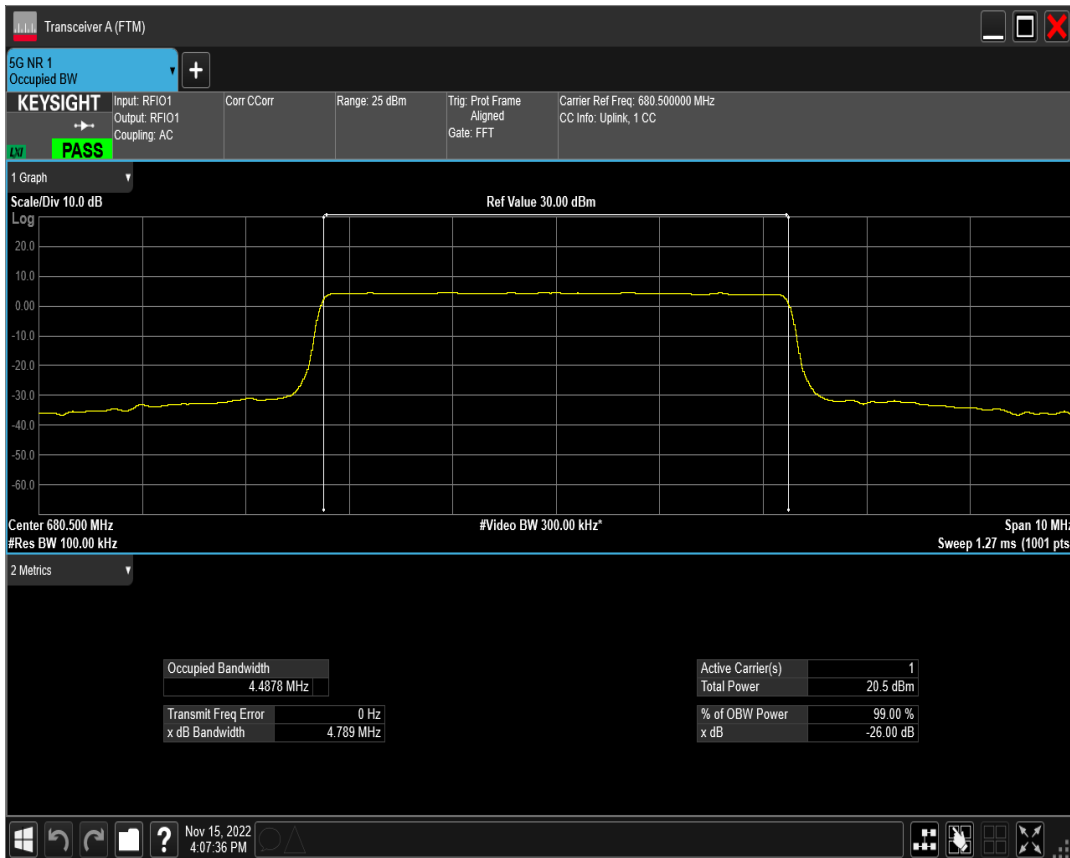 Transceiver A (FTM)
5G NR 1
Occupied BW
+
KEYSIGHT
LXI
PASS
Input: RFIO1
Output: RFIO1
Coupling: AC
Corr CCorr
Range: 25 dBm
Trig: Prot Frame
Aligned
Gate: FFT
Carrier Ref Freq: 680.500000 MHz
CC Info: Uplink, 1 CC
1 Graph
Scale/Div 10.0 dB
Ref Value 30.00 dBm
Log
20.0
10.0
0.00
-10.0
-20.0
-30.0
-40.0
-50.0
-60.0
Center 680.500 MHz
#Video BW 300.00 kHz*
Span 10 MHz
#Res BW 100.00 kHz
Sweep 1.27 ms (1001 pts
2 Metrics
Occupied Bandwidth
4.4878 MHz
Transmit Freq Error 0 Hz
x dB Bandwidth 4.789 MHz
Active Carrier(s) 1
Total Power 20.5 dBm
% of OBW Power 99.00 %
x dB -26.00 dB
?
Nov 15, 2022
4:07:36 PM